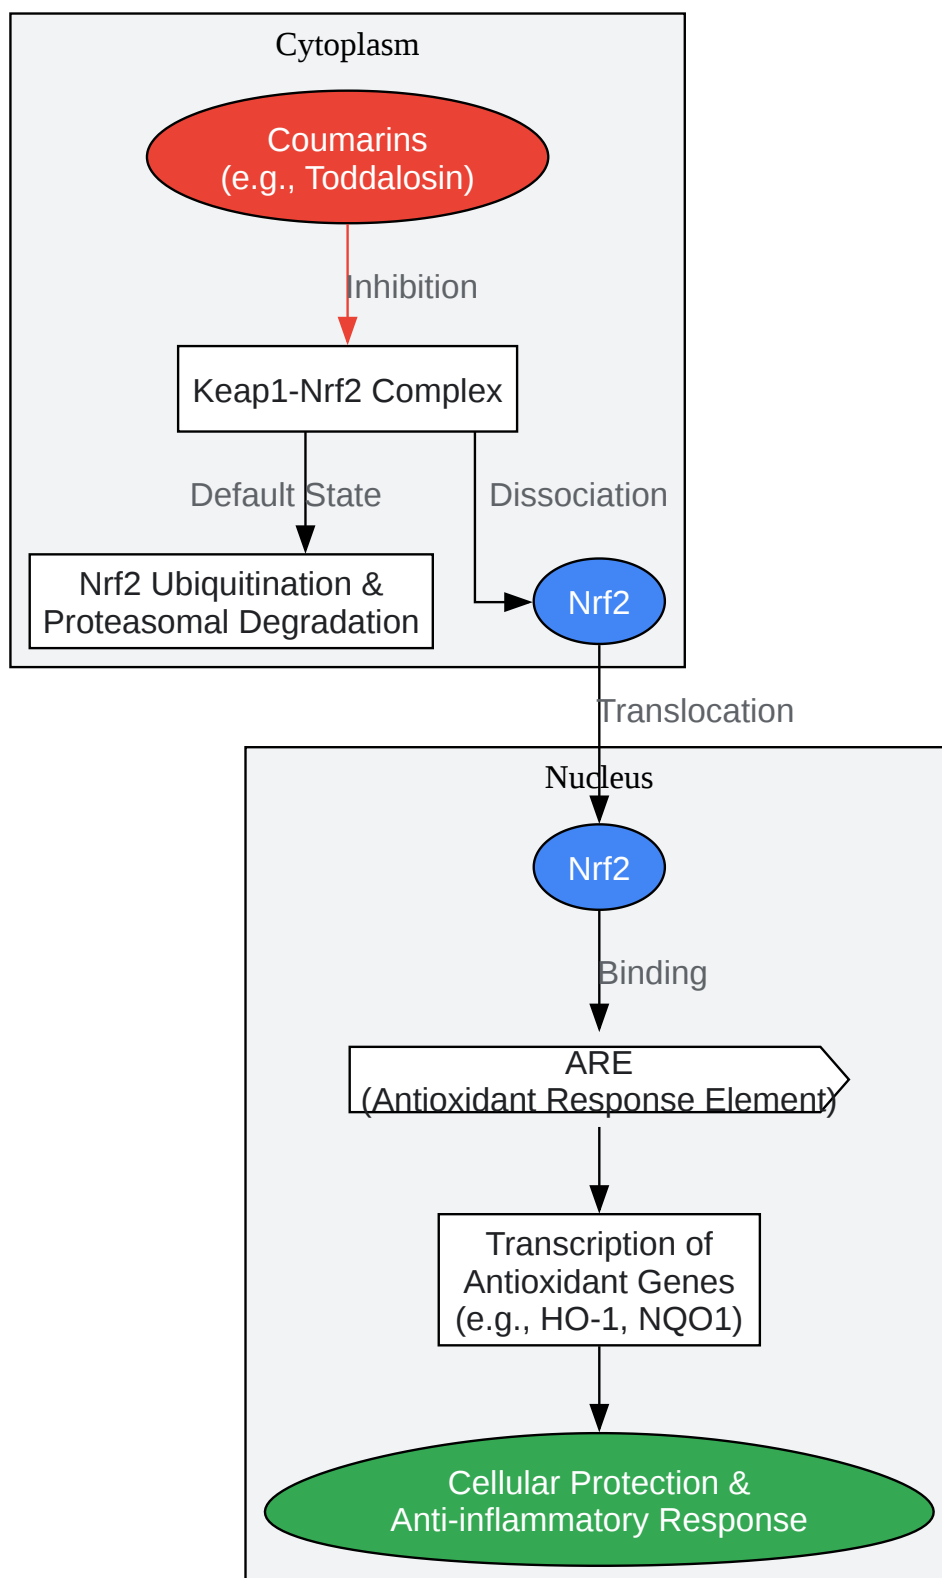 Cytoplasm
Coumarins
(e.g., Toddalosin)
Inhibition
Keap1-Nrf2 Complex
Default State
Dissociation
Nrf2 Ubiquitination &
Proteasomal Degradation
Nrf2
Translocation
Nucleus
Nrf2
Binding
ARE
(Antioxidant Response Element)
Transcription of
Antioxidant Genes
(e.g., HO-1, NQO1)
Cellular Protection &
Anti-inflammatory Response